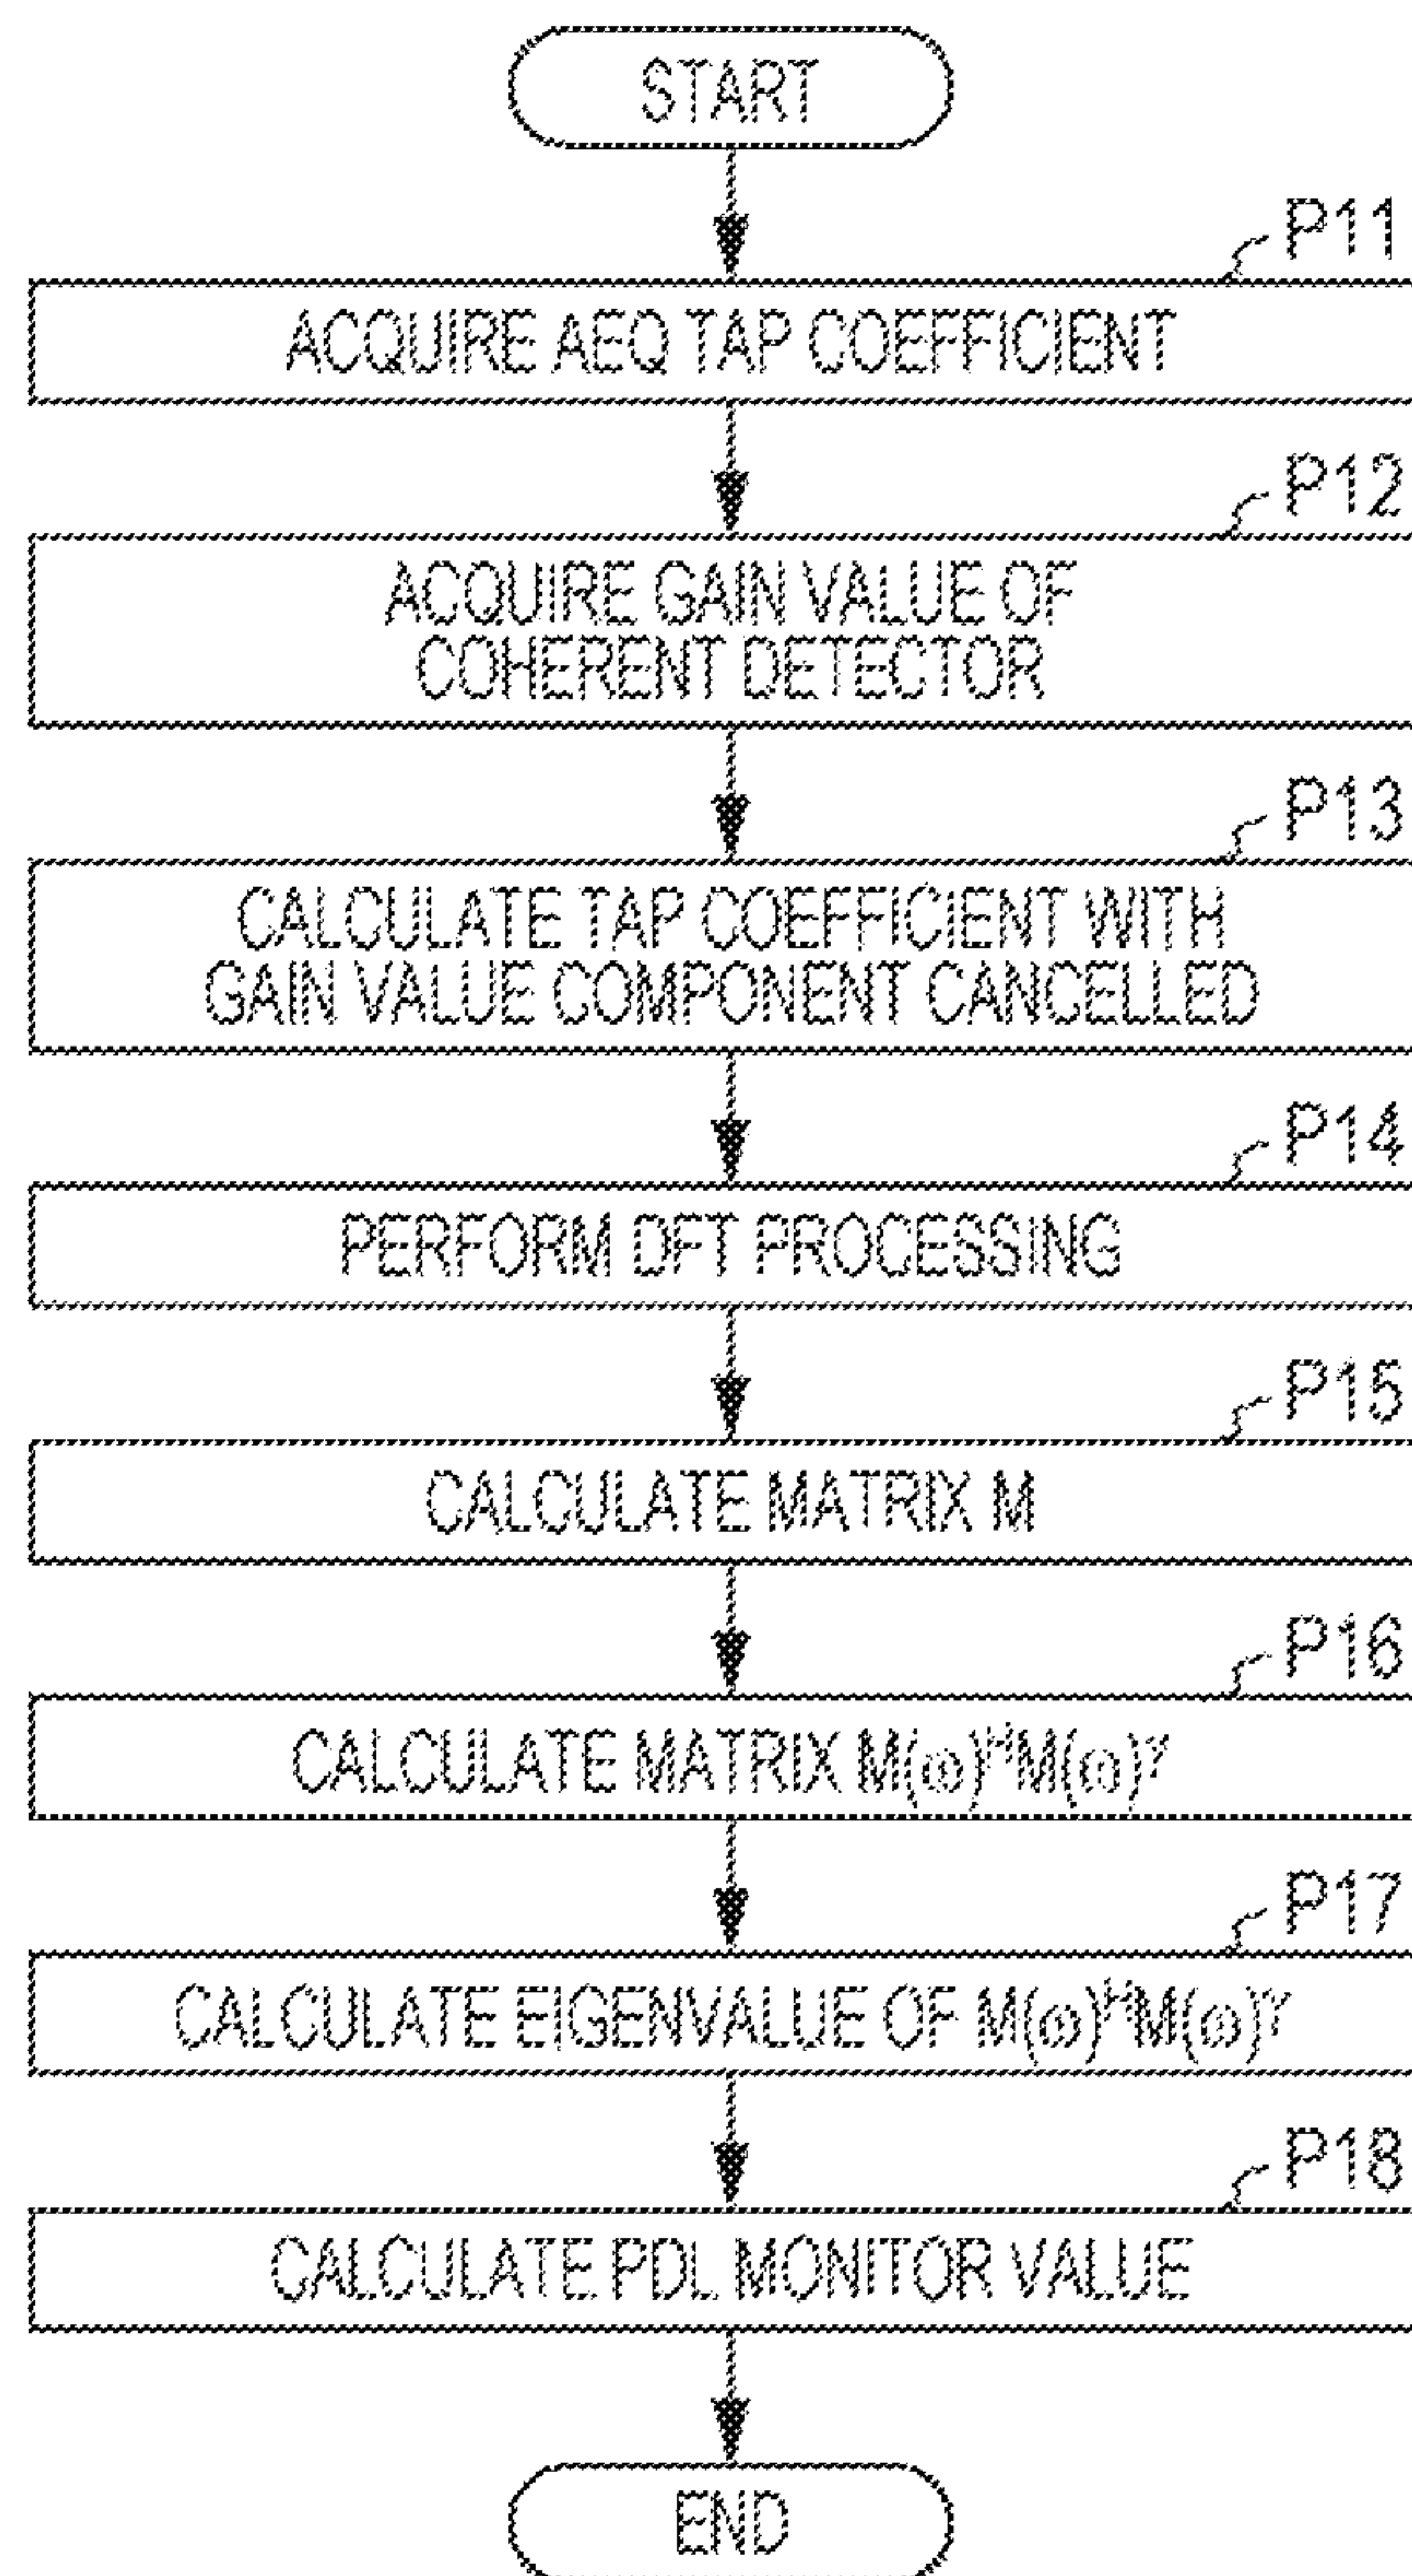 START
P11
ACQUIRE AEQ TAP COEFFICIENT
P12
ACQUIRE GAIN VALUE OF
COHERENT DETECTOR
P13
CALCULATE TAP COEFFICIENT WITH
GAIN VALUE COMPONENT CANCELLED
P14
PERFORM DFT PROCESSING
P15
CALCULATE MATRIX M
P16
CALCULATE MATRIX
P17
CALCULATE EIGENVALUE OF
P18
CALCULATE PDL MONITOR VALUE
END